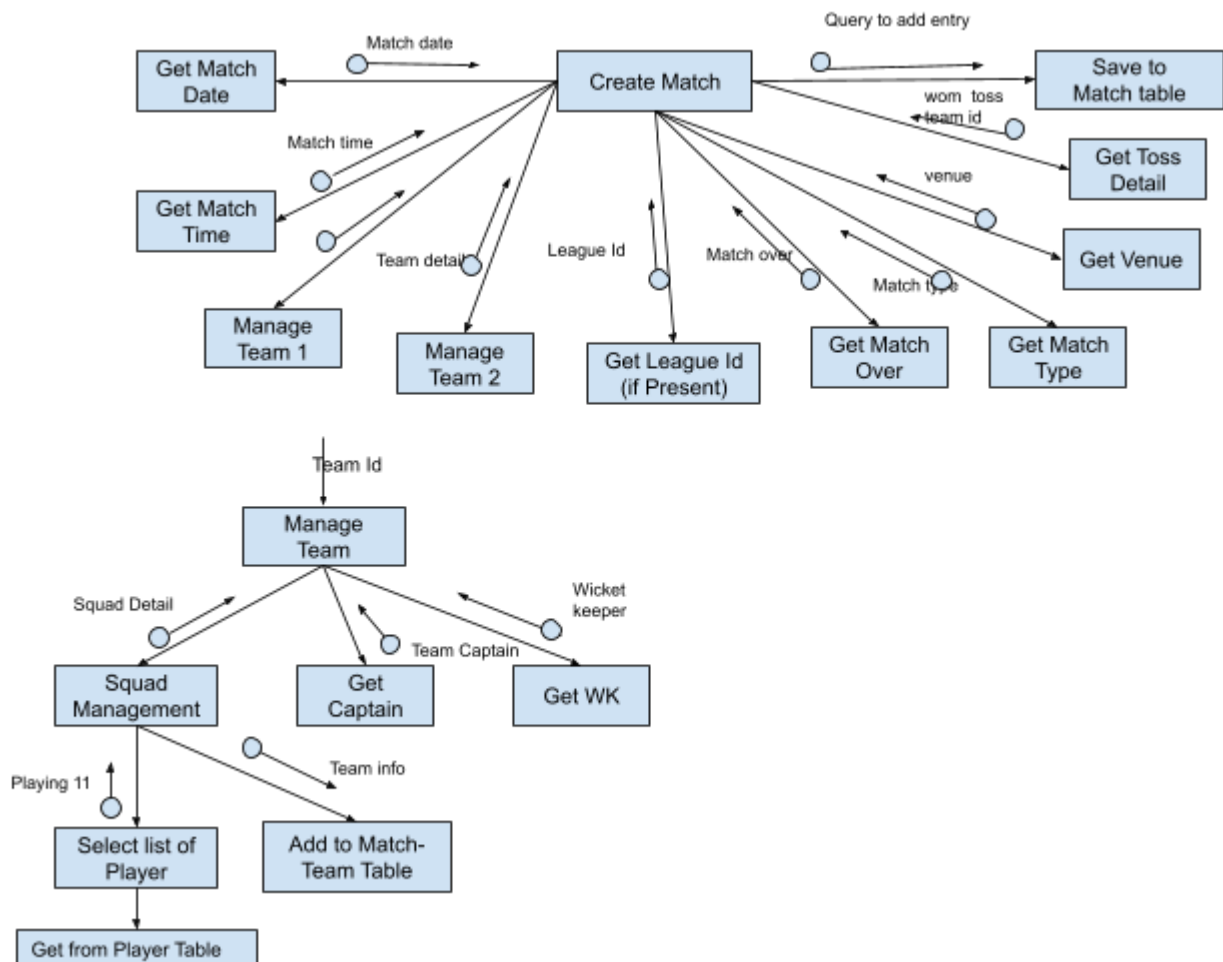 Query to add entry
Match date
Get Match
Date
Create Match
Save to
Match table
wom toss
team id
Match time
Get Toss
Detail
venue
Get Match
Time
League Id
Match over
Team detail
Get Venue
Match type
Manage
Team 1
Manage
Team 2
Get League Id
(if Present)
Get Match
Over
Get Match
Type
Team Id
Manage
Team
Squad Detail
Wicket
keeper
Team Captain
Squad
Management
Get
Captain
Get WK
Playing 11
Team info
Select list of
Player
Add to Match-
Team Table
Get from Player Table